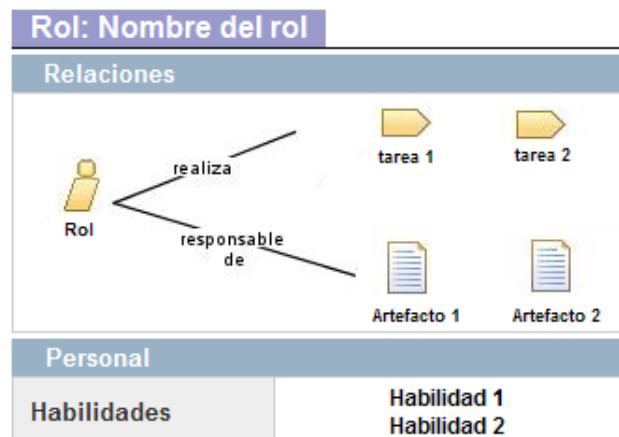 Rol: Nombre del rol
Relaciones
realiza
tarea 1
tarea 2
Rol
responsable
de
Artefacto 1
Artefacto 2
Personal
Habilidades
Habilidad 1
Habilidad 2